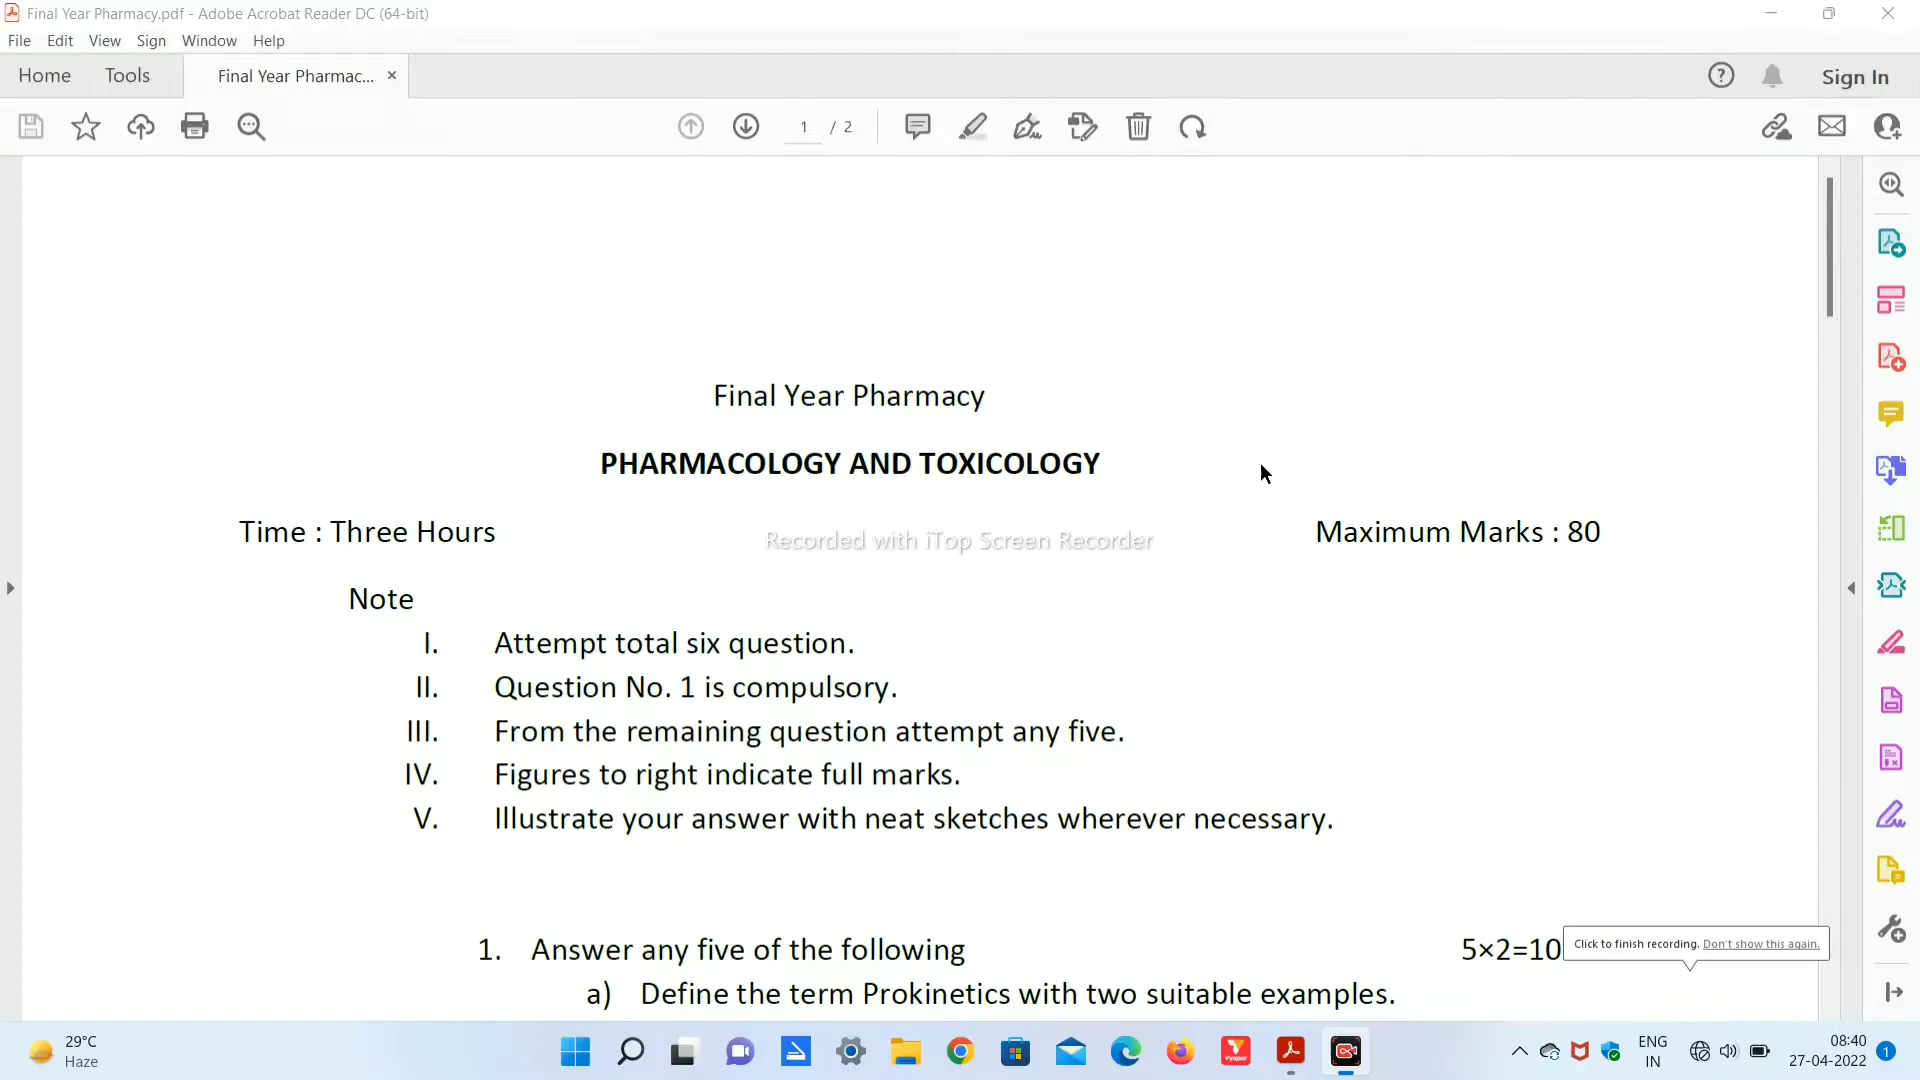 Final Year Pharmacy.pdf - Adobe Acrobat Reader DC (64-bit)
File Edit View Sign Window Help
Home Tools Final Year Pharmac... × Sign In
1 / 2
Final Year Pharmacy
PHARMACOLOGY AND TOXICOLOGY
Time : Three Hours Maximum Marks : 80
Recorded with iTop Screen Recorder
Note
I. Attempt total six question.
II. Question No. 1 is compulsory.
III. From the remaining question attempt any five.
IV. Figures to right indicate full marks.
V. Illustrate your answer with neat sketches wherever necessary.
1. Answer any five of the following 5×2=10
Click to finish recording. Don't show this again.
a) Define the term Prokinetics with two suitable examples.
29°C
Haze
Vyapar
ENG
IN
08:40
27-04-2022
1